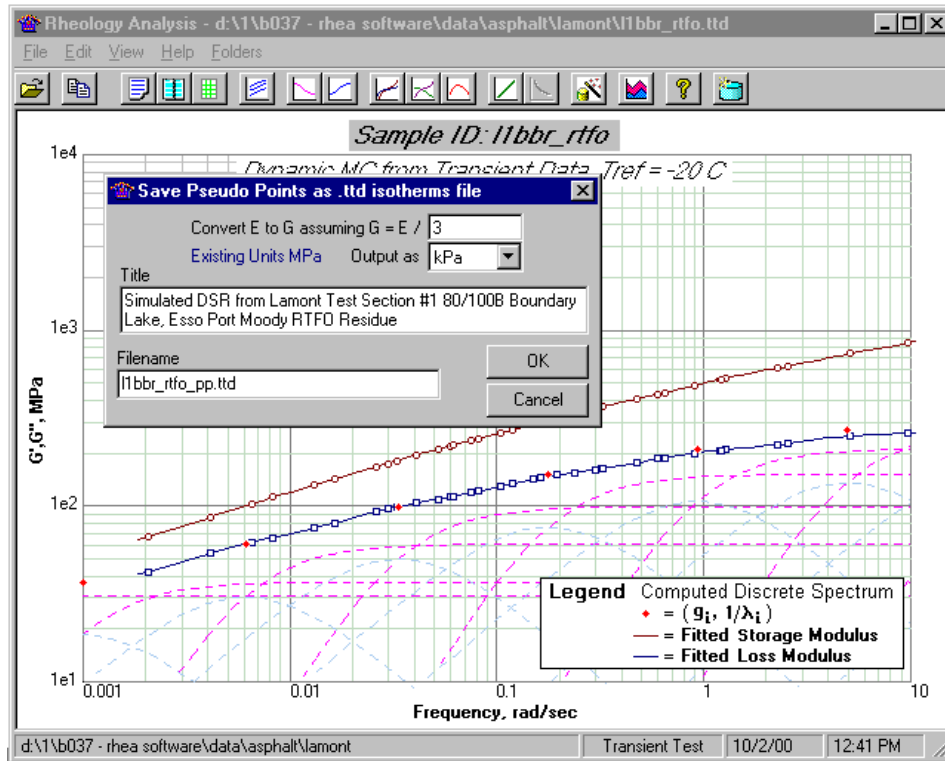 Rheology Analysis - d:\1\b037 - rhea software\data\asphalt\lamont\l1bbr_rtfo.ttd
File Edit View Help Folders
Sample ID: l1bbr_rtfo
Dynamic MC from Transient Data, Tref = -20 C
Save Pseudo Points as .ttd isotherms file
Convert E to G assuming G = E / 3
Existing Units MPa Output as kPa
Title
Simulated DSR from Lamont Test Section #1 80/100B Boundary
Lake, Esso Port Moody RTFO Residue
Filename
l1bbr_rtfo_pp.ttd
OK
Cancel
1e4
1e3
1e2
1e1
G',G'', MPa
Legend Computed Discrete Spectrum
= ( gi, 1/λi )
= Fitted Storage Modulus
= Fitted Loss Modulus
0.001 0.01 0.1 1 10
Frequency, rad/sec
d:\1\b037 - rhea software\data\asphalt\lamont Transient Test 10/2/00 12:41 PM